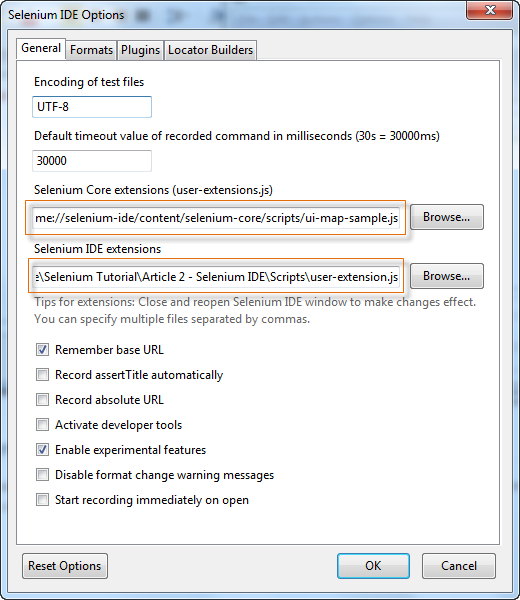 Selenium IDE Options
General Formats Plugins Locator Builders
Encoding of test files
UTF-8
Default timeout value of recorded command in milliseconds (30s = 30000ms)
30000
Selenium Core extensions (user-extensions.js)
me://selenium-ide/content/selenium-core/scripts/ui-map-sample.js Browse...
Selenium IDE extensions
e\Selenium Tutorial\Article 2 - Selenium IDE\Scripts\user-extension.js Browse...
Tips for extensions: Close and reopen Selenium IDE window to make changes effect.
You can specify multiple files separated by commas.
Remember base URL
Record assertTitle automatically
Record absolute URL
Activate developer tools
Enable experimental features
Disable format change warning messages
Start recording immediately on open
Reset Options OK Cancel